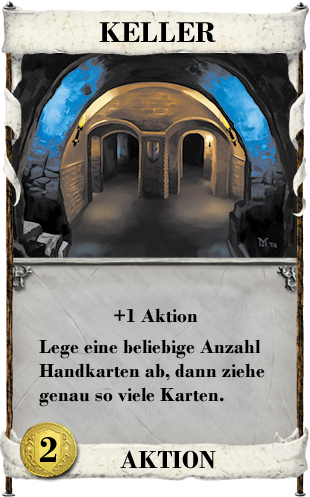 KELLER
+1 Aktion
Lege eine beliebige Anzahl
Handkarten ab, dann ziehe
genau so viele Karten.
2
AKTION